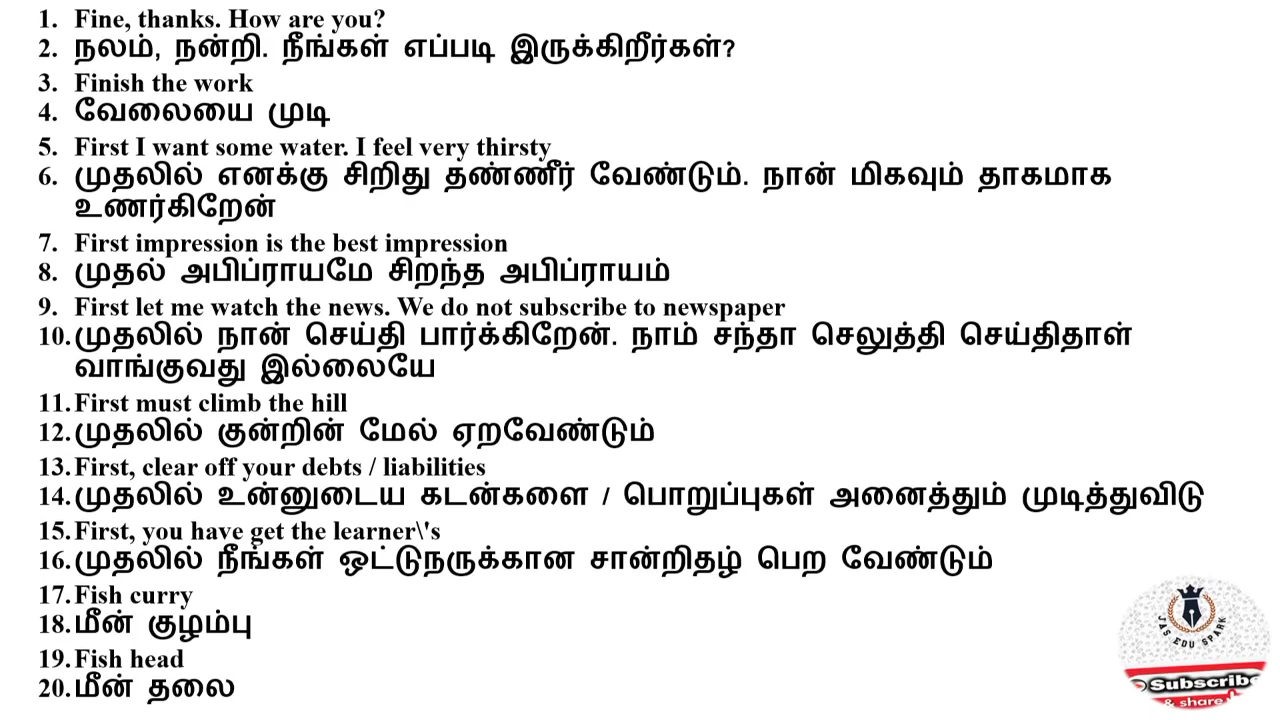 1. Fine, thanks. How are you?
2. நலம், நன்றி. நீங்கள் எப்படி இருக்கிறீர்கள்?
3. Finish the work
4. வேலையை முடி
5. First I want some water. I feel very thirsty
6. முதலில் எனக்கு சிறிது தண்ணீர் வேண்டும். நான் மிகவும் தாகமாக
உணர்கிறேன்
7. First impression is the best impression
8. முதல் அபிப்ராயமே சிறந்த அபிப்ராயம்
9. First let me watch the news. We do not subscribe to newspaper
10. முதலில் நான் செய்தி பார்க்கிறேன். நாம் சந்தா செலுத்தி செய்திதாள்
வாங்குவது இல்லையே
11. First must climb the hill
12. முதலில் குன்றின் மேல் ஏறவேண்டும்
13. First, clear off your debts / liabilities
14. முதலில் உன்னுடைய கடன்களை / பொறுப்புகள் அனைத்தும் முடித்துவிடு
15. First, you have get the learner\'s
16. முதலில் நீங்கள் ஒட்டுநருக்கான சான்றிதழ் பெற வேண்டும்
17. Fish curry
18. மீன் குழம்பு
19. Fish head
20. மீன் தலை
JAS EDU SPARK
Subscribe
& share